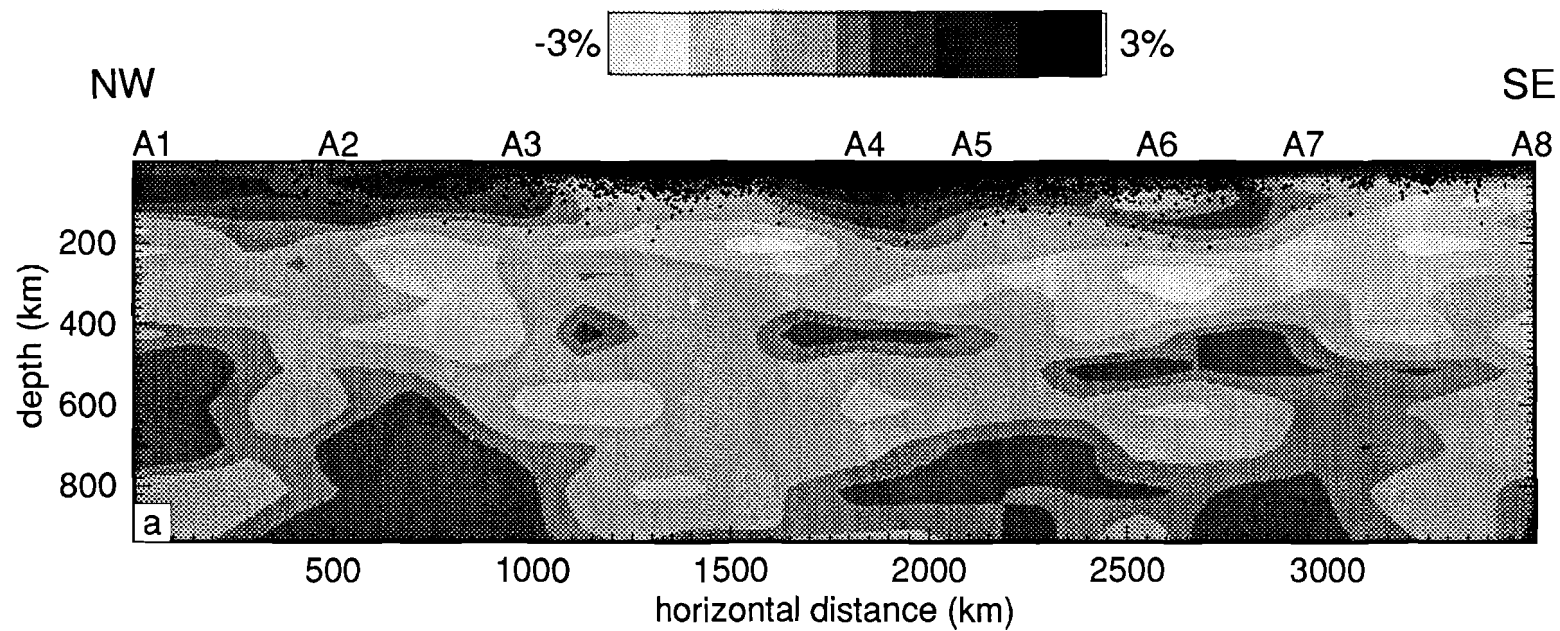 -3% 3%
NW SE
A1 A2 A3 A4 A5 A6 A7 A8
200
400
600
800
depth (km)
a
500 1000 1500 2000 2500 3000
horizontal distance (km)